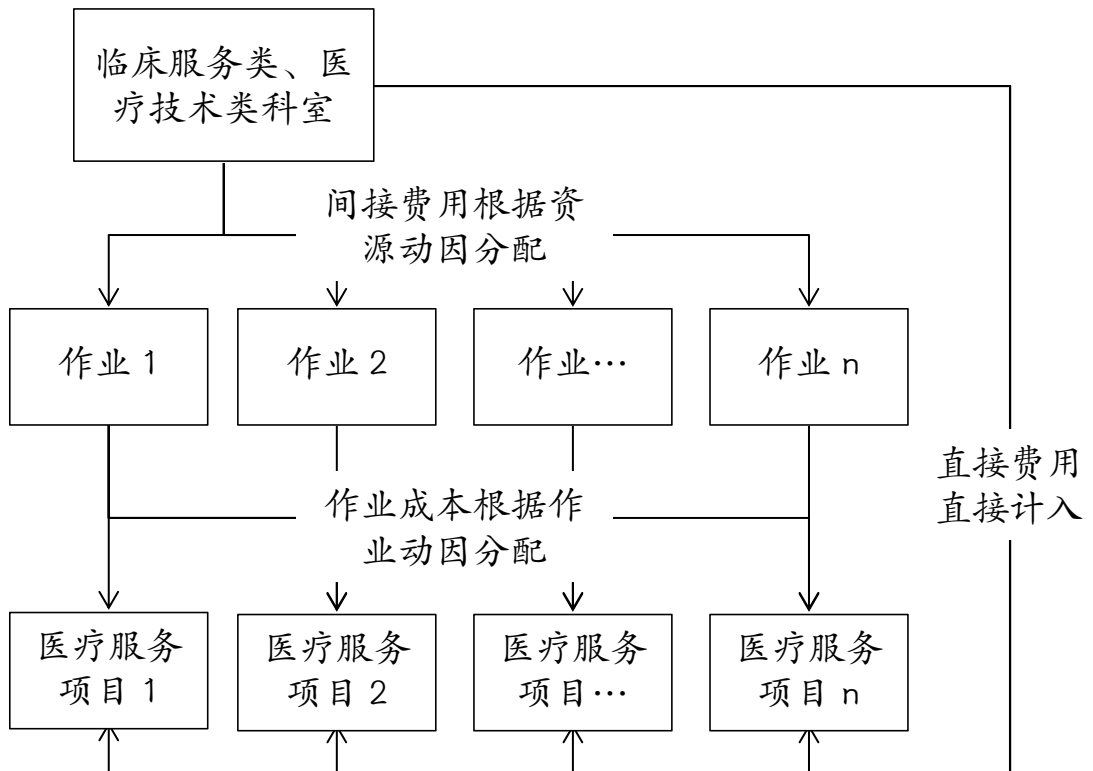 临床服务类、医
疗技术类科室
间接费用根据资
源动因分配
作业1
作业2
作业…
作业n
直接费用
直接计入
作业成本根据作
业动因分配
医疗服务
项目1
医疗服务
项目2
医疗服务
项目…
医疗服务
项目n